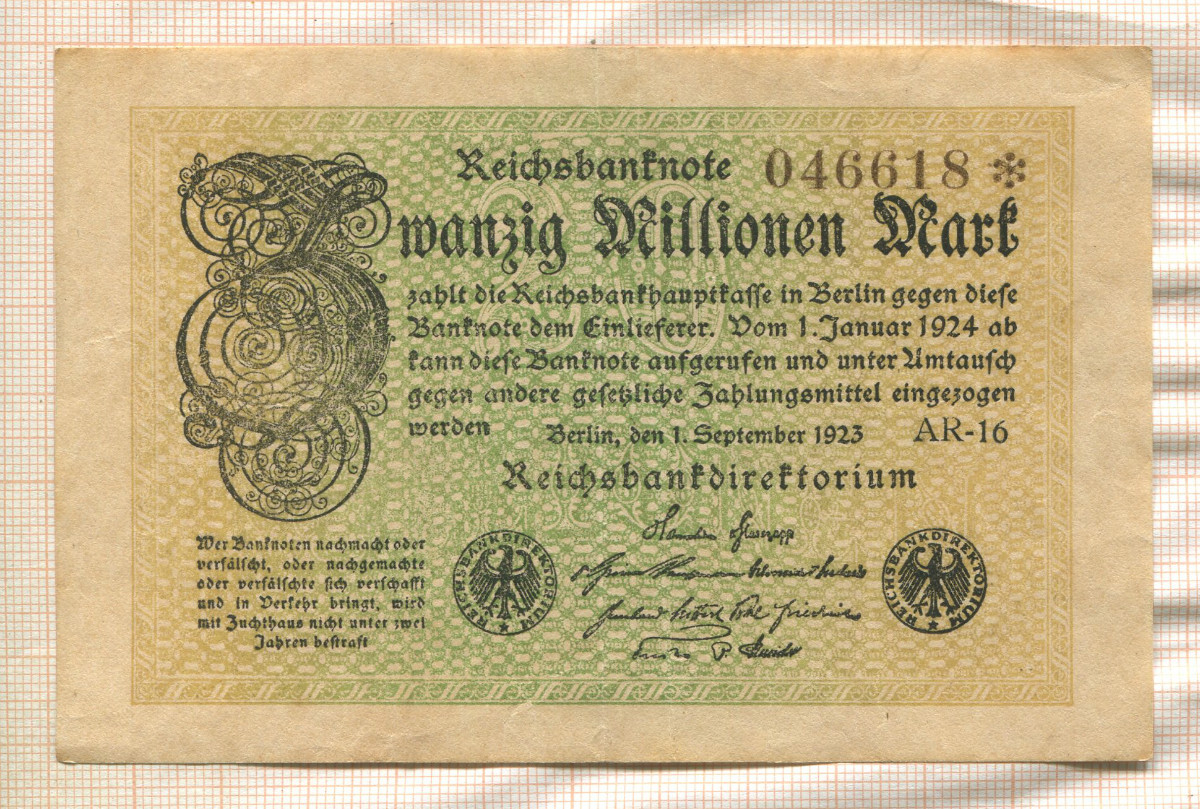 Reichsbanknote 046618 *
Zwanzig Millionen Mark
zahlt die Reichsbankhauptkasse in Berlin gegen diese
Banknote dem Einlieferer. Vom 1. Januar 1924 ab
kann diese Banknote aufgerufen und unter Umtausch
gegen andere gesetzliche Zahlungsmittel eingezogen
werden
Berlin, den 1. September 1923 AR-16
Reichsbankdirektorium
Wer Banknoten nachmacht oder
verfälscht, oder nachgemachte
oder verfälschte sich verschafft
und in Verkehr bringt, wird
mit Zuchthaus nicht unter zwei
Jahren bestraft
REICHSBANKDIREKTORIUM
REICHSBANKDIREKTORIUM